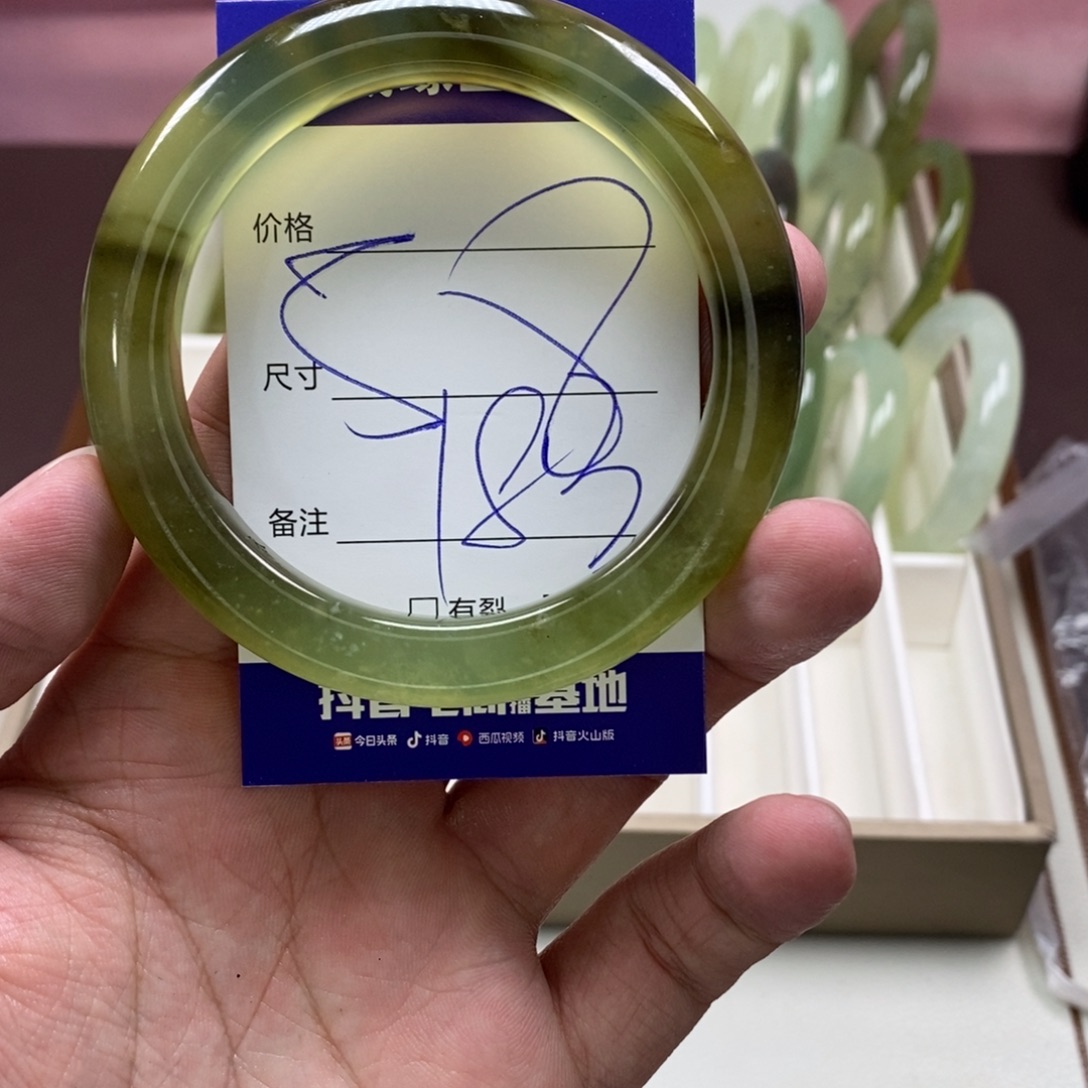 价格
58
尺寸
备注
□有裂
抖音电商直播基地
今日头条 抖音 西瓜视频 抖音火山版